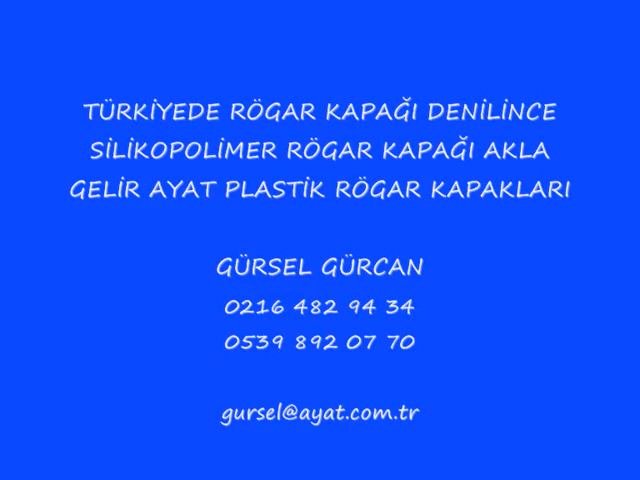 TÜRKİYEDE RÖGAR KAPAĞI DENİLİNCE
SİLİKOPOLİMER RÖGAR KAPAĞI AKLA
GELİR AYAT PLASTİK RÖGAR KAPAKLARI
GÜRSEL GÜRCAN
0216 482 94 34
0539 892 07 70
gursel@ayat.com.tr